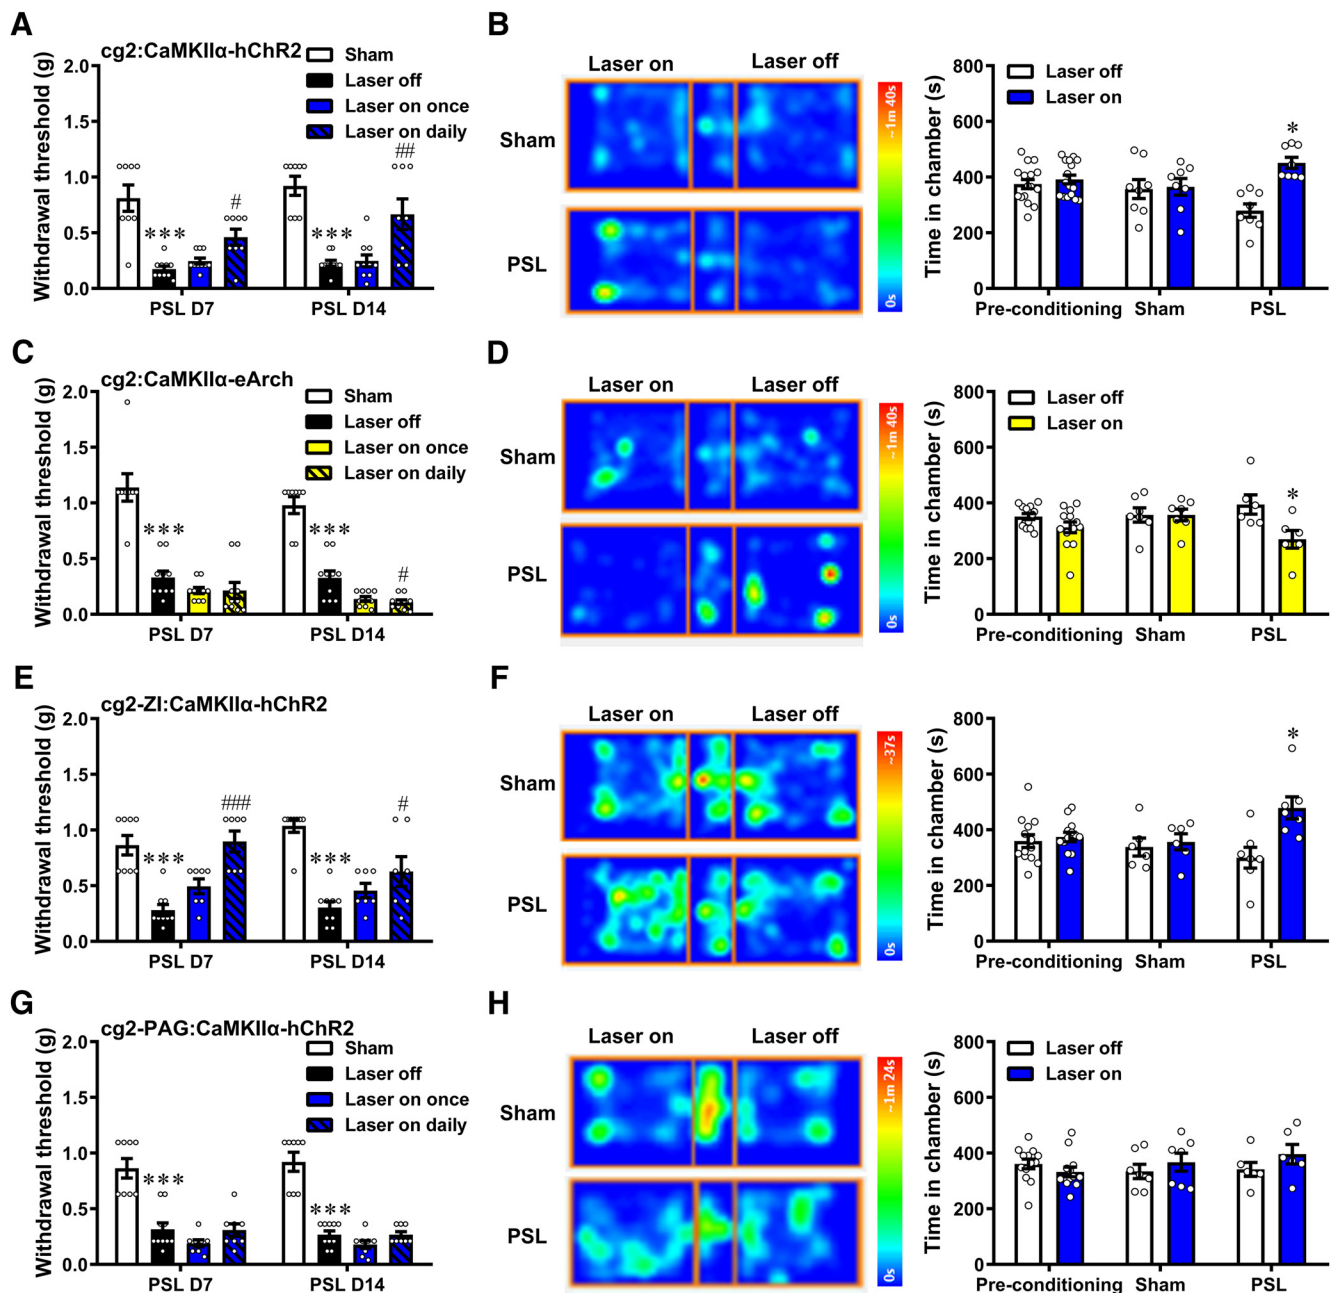 A
cg2:CaMKIIα-hChR2
Withdrawal threshold (g)
2.0
1.5
1.0
0.5
0.0
Sham
Laser off
Laser on once
Laser on daily
***
#
***
##
PSL D7
PSL D14
B
Laser on
Laser off
Sham
PSL
~1m 40s
0s
Time in chamber (s)
800
600
400
200
0
Laser off
Laser on
*
Pre-conditioning
Sham
PSL
C
cg2:CaMKIIα-eArch
Withdrawal threshold (g)
2.0
1.5
1.0
0.5
0.0
Sham
Laser off
Laser on once
Laser on daily
***
***
#
PSL D7
PSL D14
D
Laser on
Laser off
Sham
PSL
~1m 40s
0s
Time in chamber (s)
800
600
400
200
0
Laser off
Laser on
*
Pre-conditioning
Sham
PSL
E
cg2-ZI:CaMKIIα-hChR2
Withdrawal threshold (g)
2.0
1.5
1.0
0.5
0.0
***
###
***
#
PSL D7
PSL D14
F
Laser on
Laser off
Sham
PSL
~37s
0s
Time in chamber (s)
800
600
400
200
0
*
Pre-conditioning
Sham
PSL
G
cg2-PAG:CaMKIIα-hChR2
Withdrawal threshold (g)
2.0
1.5
1.0
0.5
0.0
Sham
Laser off
Laser on once
Laser on daily
***
***
PSL D7
PSL D14
H
Laser on
Laser off
Sham
PSL
~1m 24s
0s
Time in chamber (s)
800
600
400
200
0
Laser off
Laser on
Pre-conditioning
Sham
PSL